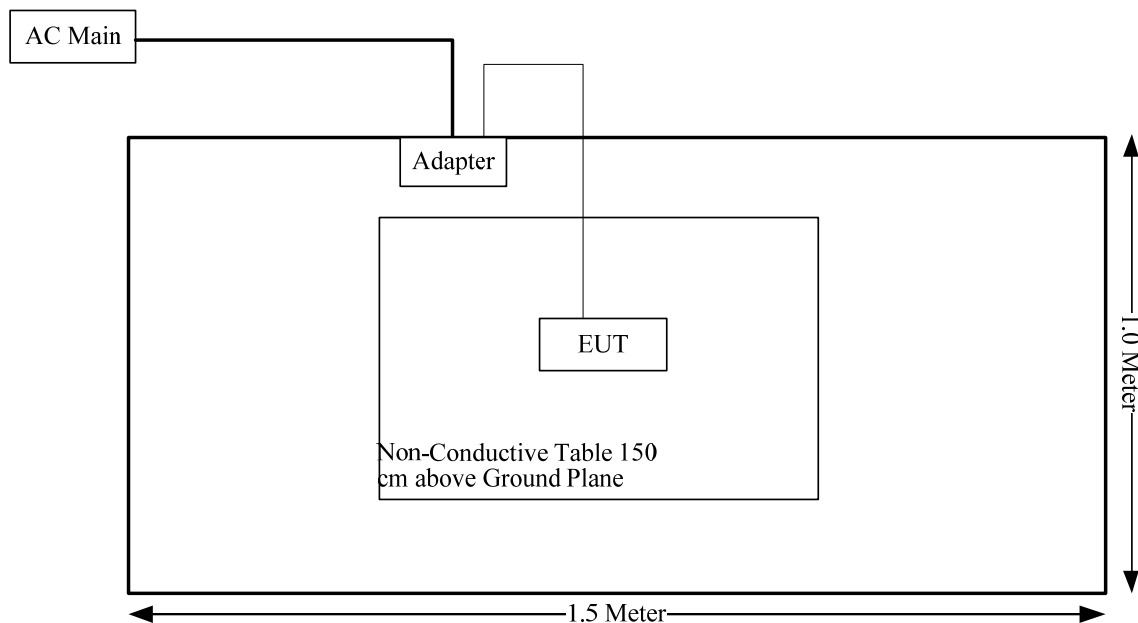 AC Main
Adapter
EUT
Non-Conductive Table 150
cm above Ground Plane
1.0 Meter
1.5 Meter